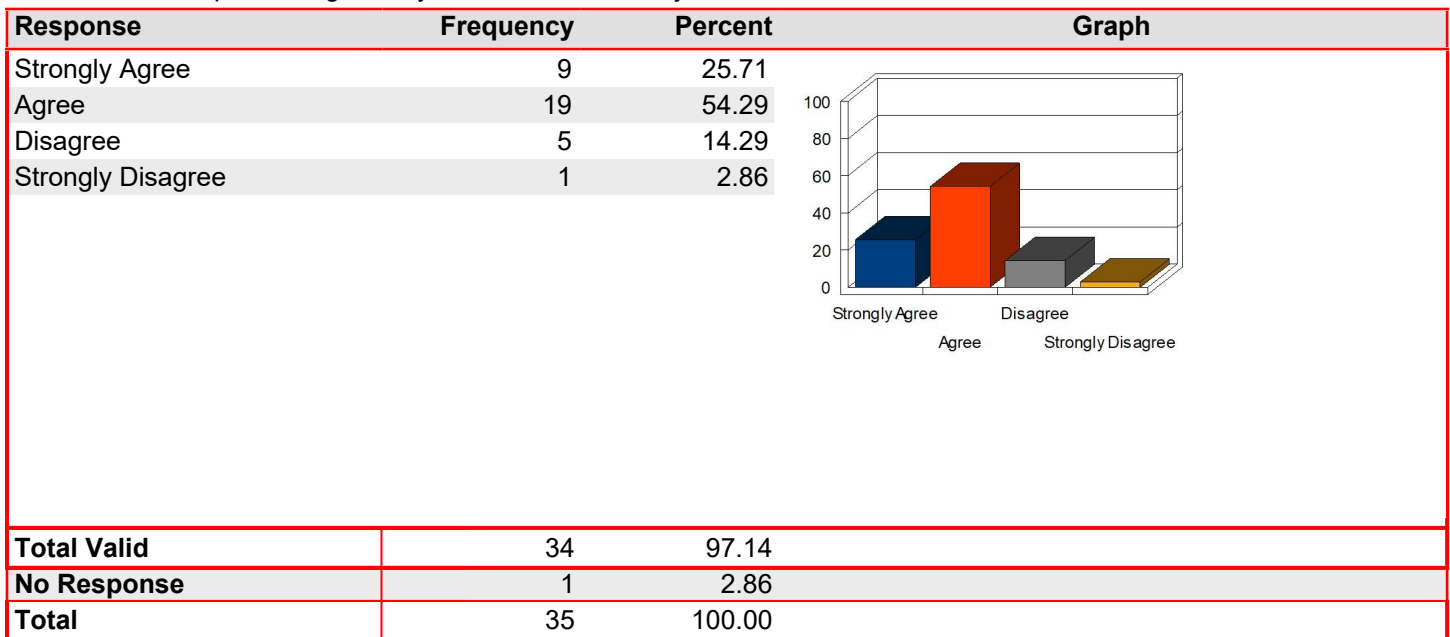 Response Frequency Percent Graph
Strongly Agree 9 25.71
Agree 19 54.29
Disagree 5 14.29
Strongly Disagree 1 2.86
100
80
60
40
20
0
Strongly Agree Disagree
Agree Strongly Disagree
Total Valid 34 97.14
No Response 1 2.86
Total 35 100.00